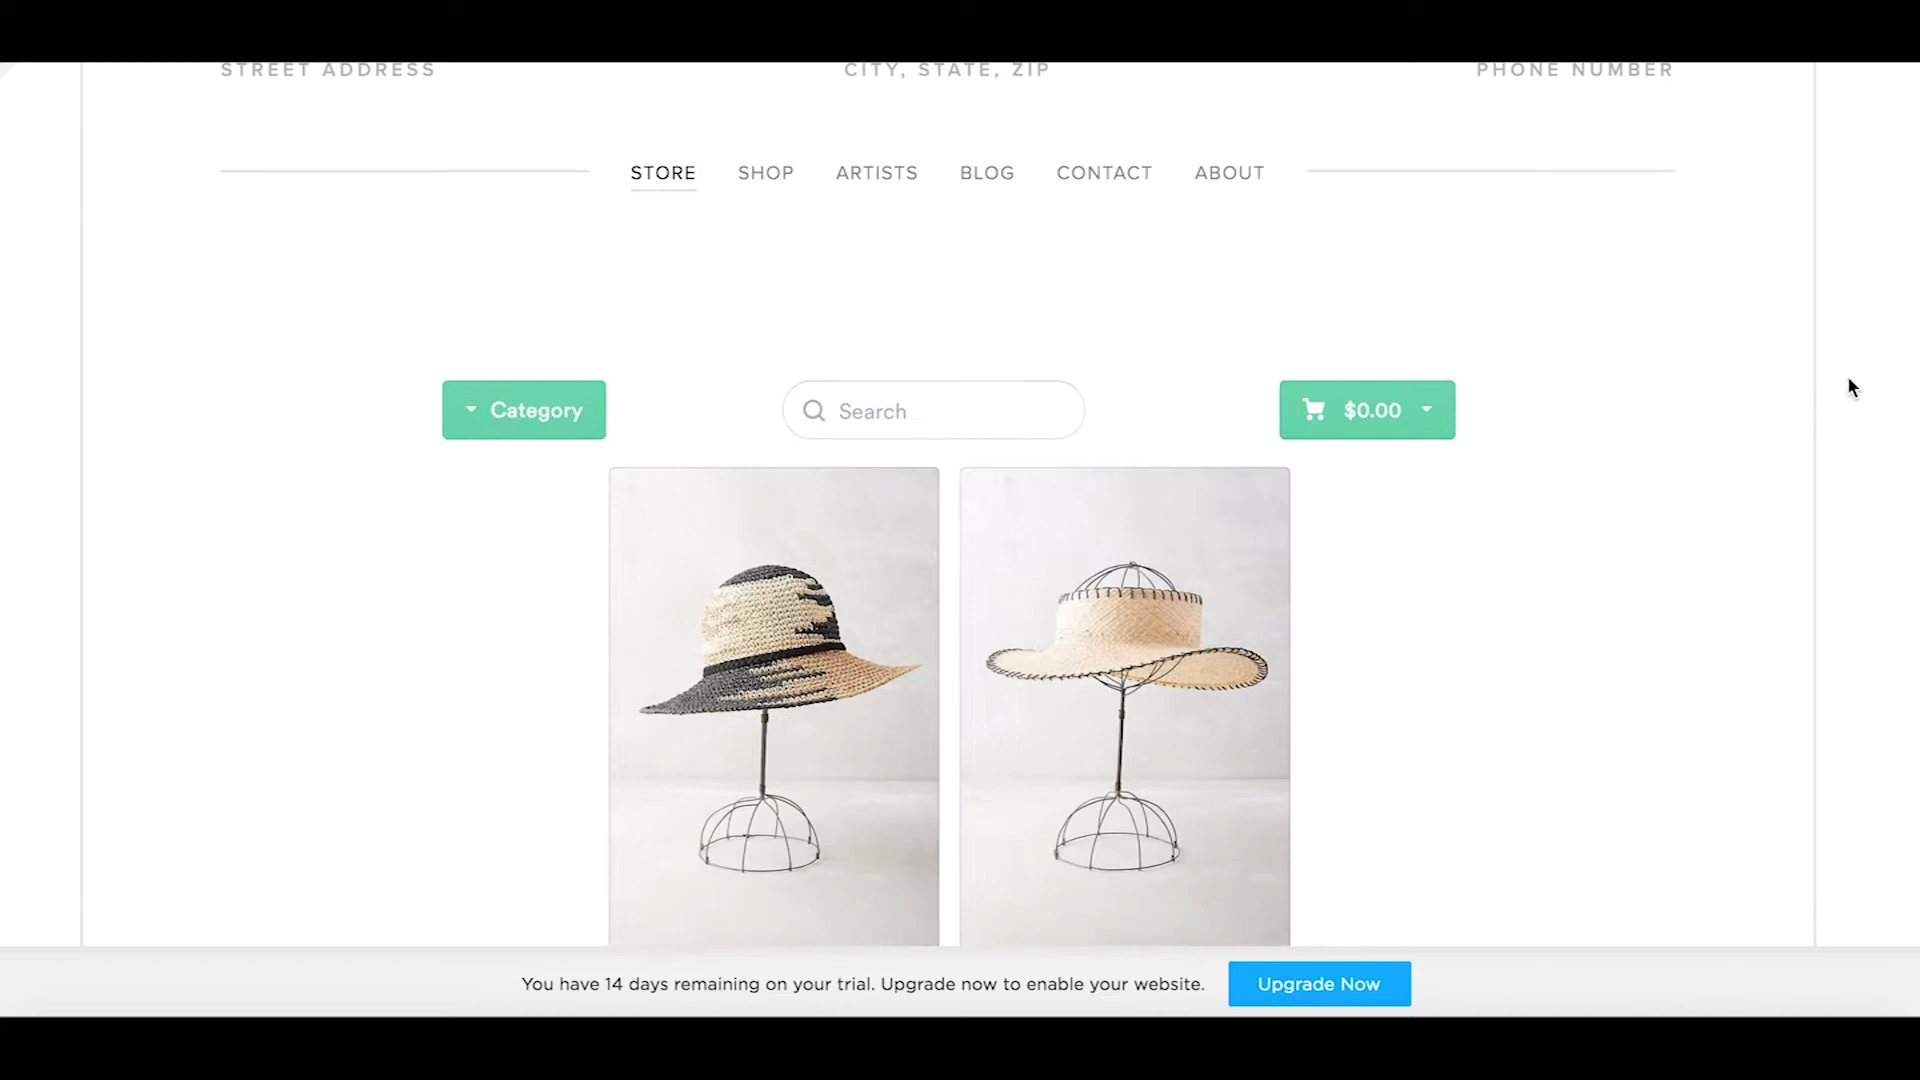 STREET ADDRESS
CITY, STATE, ZIP
PHONE NUMBER
STORE
SHOP
ARTISTS
BLOG
CONTACT
ABOUT
Category
Search
$0.00
You have 14 days remaining on your trial. Upgrade now to enable your website.
Upgrade Now